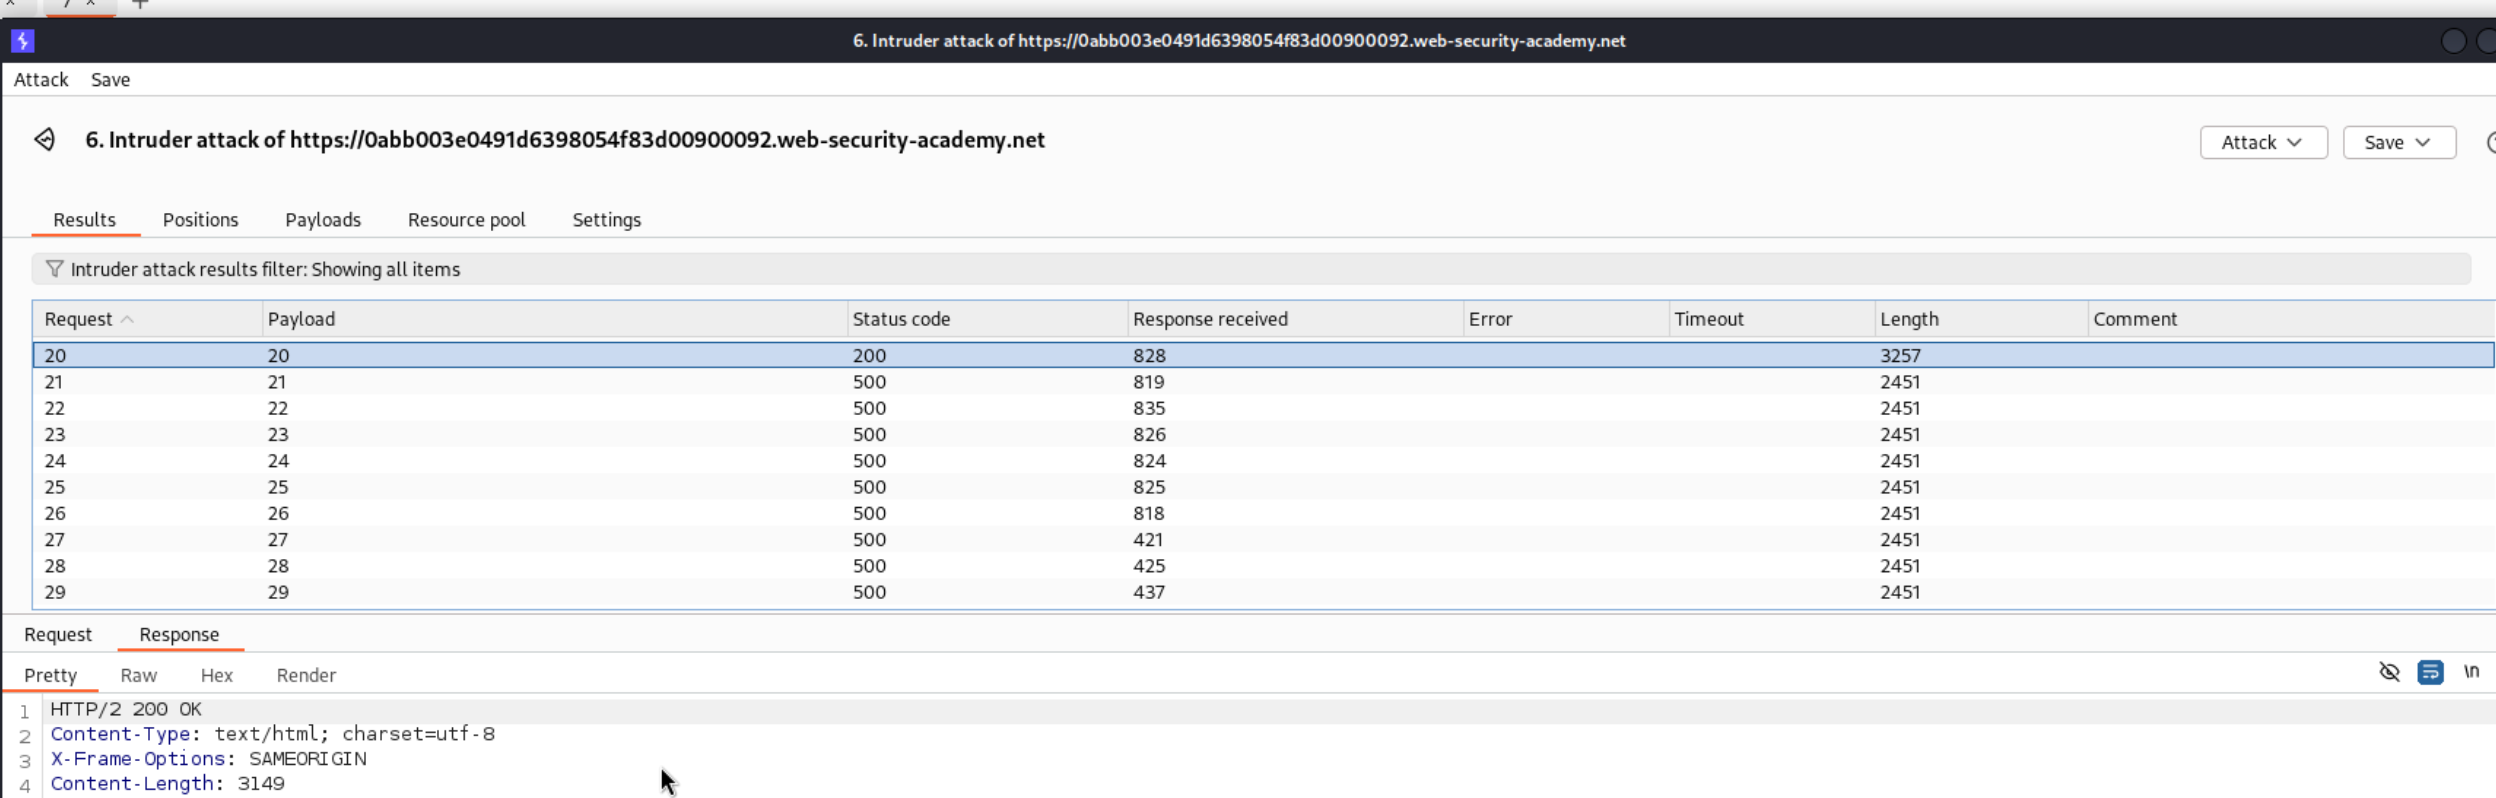 6. Intruder attack of https://0abb003e0491d6398054f83d00900092.web-security-academy.net
Attack Save
6. Intruder attack of https://0abb003e0491d6398054f83d00900092.web-security-academy.net
Attack Save
Results Positions Payloads Resource pool Settings
Intruder attack results filter: Showing all items
Request Payload Status code Response received Error Timeout Length Comment
20 20 200 828 3257
21 21 500 819 2451
22 22 500 835 2451
23 23 500 826 2451
24 24 500 824 2451
25 25 500 825 2451
26 26 500 818 2451
27 27 500 421 2451
28 28 500 425 2451
29 29 500 437 2451
Request Response
Pretty Raw Hex Render \n
1 HTTP/2 200 OK
2 Content-Type: text/html; charset=utf-8
3 X-Frame-Options: SAMEORIGIN
4 Content-Length: 3149